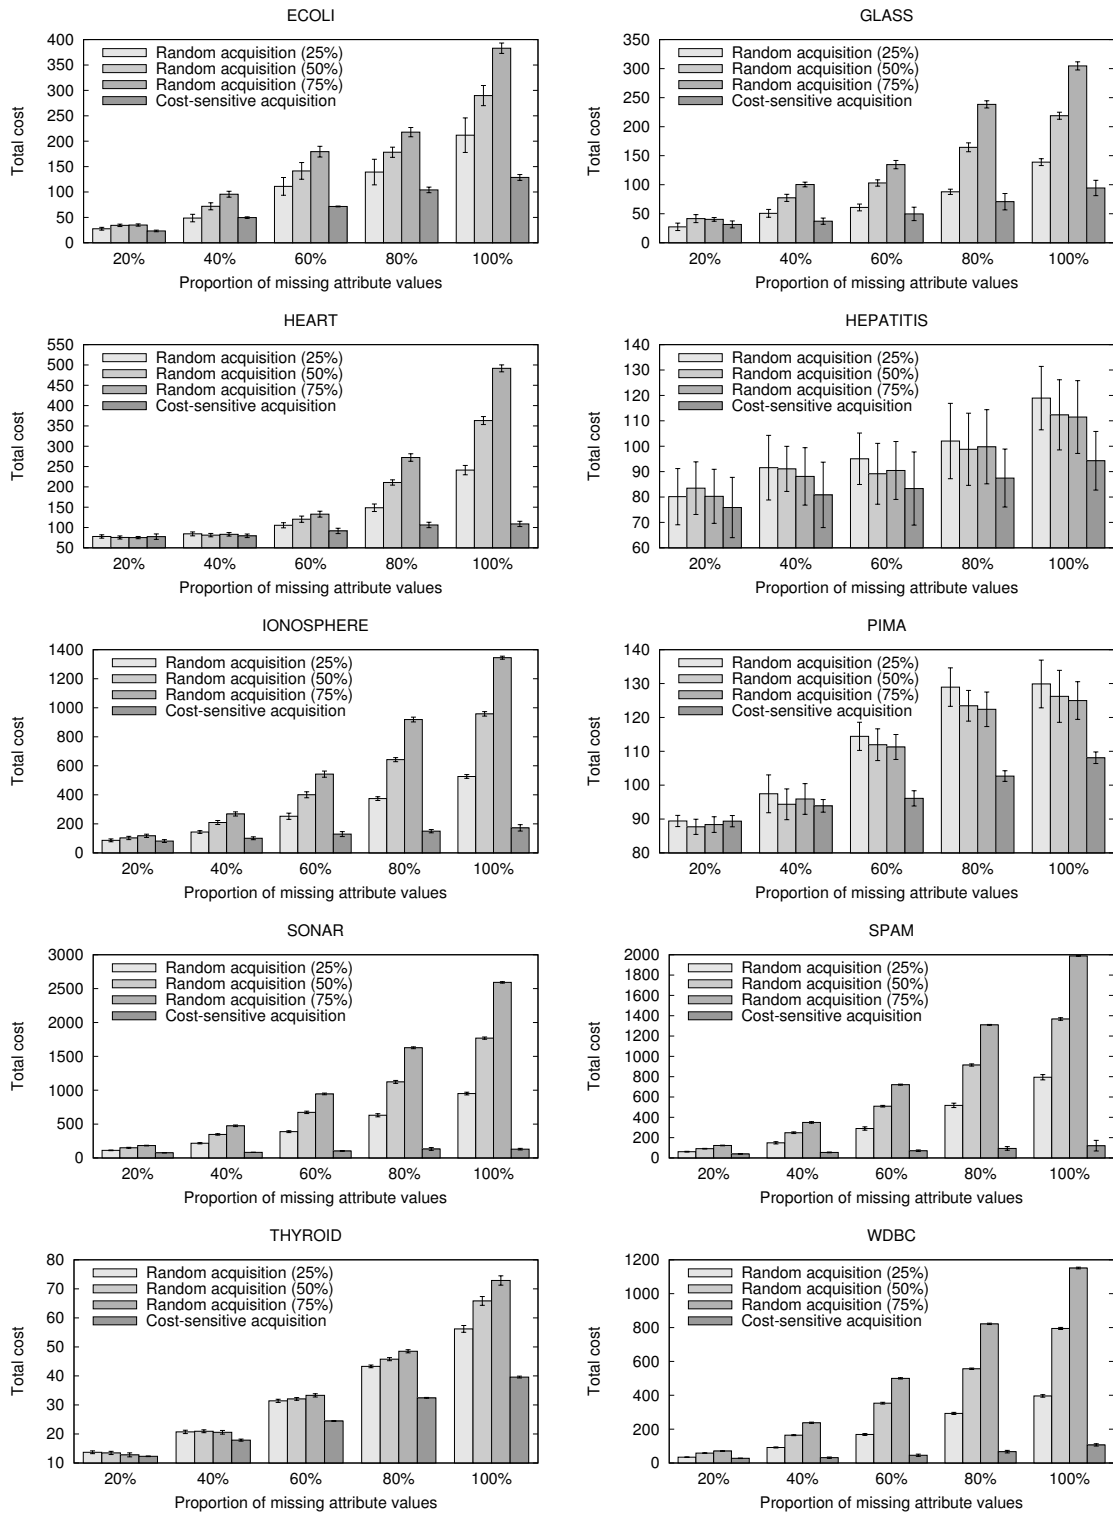 ECOLI
Total cost
400
350
300
250
200
150
100
50
0
Random acquisition (25%)
Random acquisition (50%)
Random acquisition (75%)
Cost-sensitive acquisition
20% 40% 60% 80% 100%
Proportion of missing attribute values
GLASS
Total cost
350
300
250
200
150
100
50
0
Random acquisition (25%)
Random acquisition (50%)
Random acquisition (75%)
Cost-sensitive acquisition
20% 40% 60% 80% 100%
Proportion of missing attribute values
HEART
Total cost
550
500
450
400
350
300
250
200
150
100
50
Random acquisition (25%)
Random acquisition (50%)
Random acquisition (75%)
Cost-sensitive acquisition
20% 40% 60% 80% 100%
Proportion of missing attribute values
HEPATITIS
Total cost
140
130
120
110
100
90
80
70
60
Random acquisition (25%)
Random acquisition (50%)
Random acquisition (75%)
Cost-sensitive acquisition
20% 40% 60% 80% 100%
Proportion of missing attribute values
IONOSPHERE
Total cost
1400
1200
1000
800
600
400
200
0
Random acquisition (25%)
Random acquisition (50%)
Random acquisition (75%)
Cost-sensitive acquisition
20% 40% 60% 80% 100%
Proportion of missing attribute values
PIMA
Total cost
140
130
120
110
100
90
80
Random acquisition (25%)
Random acquisition (50%)
Random acquisition (75%)
Cost-sensitive acquisition
20% 40% 60% 80% 100%
Proportion of missing attribute values
SONAR
Total cost
3000
2500
2000
1500
1000
500
0
Random acquisition (25%)
Random acquisition (50%)
Random acquisition (75%)
Cost-sensitive acquisition
20% 40% 60% 80% 100%
Proportion of missing attribute values
SPAM
Total cost
2000
1800
1600
1400
1200
1000
800
600
400
200
0
Random acquisition (25%)
Random acquisition (50%)
Random acquisition (75%)
Cost-sensitive acquisition
20% 40% 60% 80% 100%
Proportion of missing attribute values
THYROID
Total cost
80
70
60
50
40
30
20
10
Random acquisition (25%)
Random acquisition (50%)
Random acquisition (75%)
Cost-sensitive acquisition
20% 40% 60% 80% 100%
Proportion of missing attribute values
WDBC
Total cost
1200
1000
800
600
400
200
0
Random acquisition (25%)
Random acquisition (50%)
Random acquisition (75%)
Cost-sensitive acquisition
20% 40% 60% 80% 100%
Proportion of missing attribute values